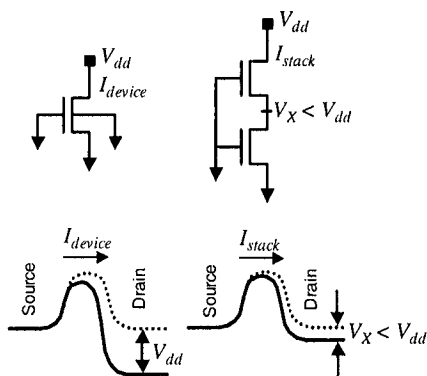 V_dd
I_device
V_dd
I_stack
V_X < V_dd
I_device
Source
Drain
V_dd
I_stack
Source
Drain
V_X < V_dd